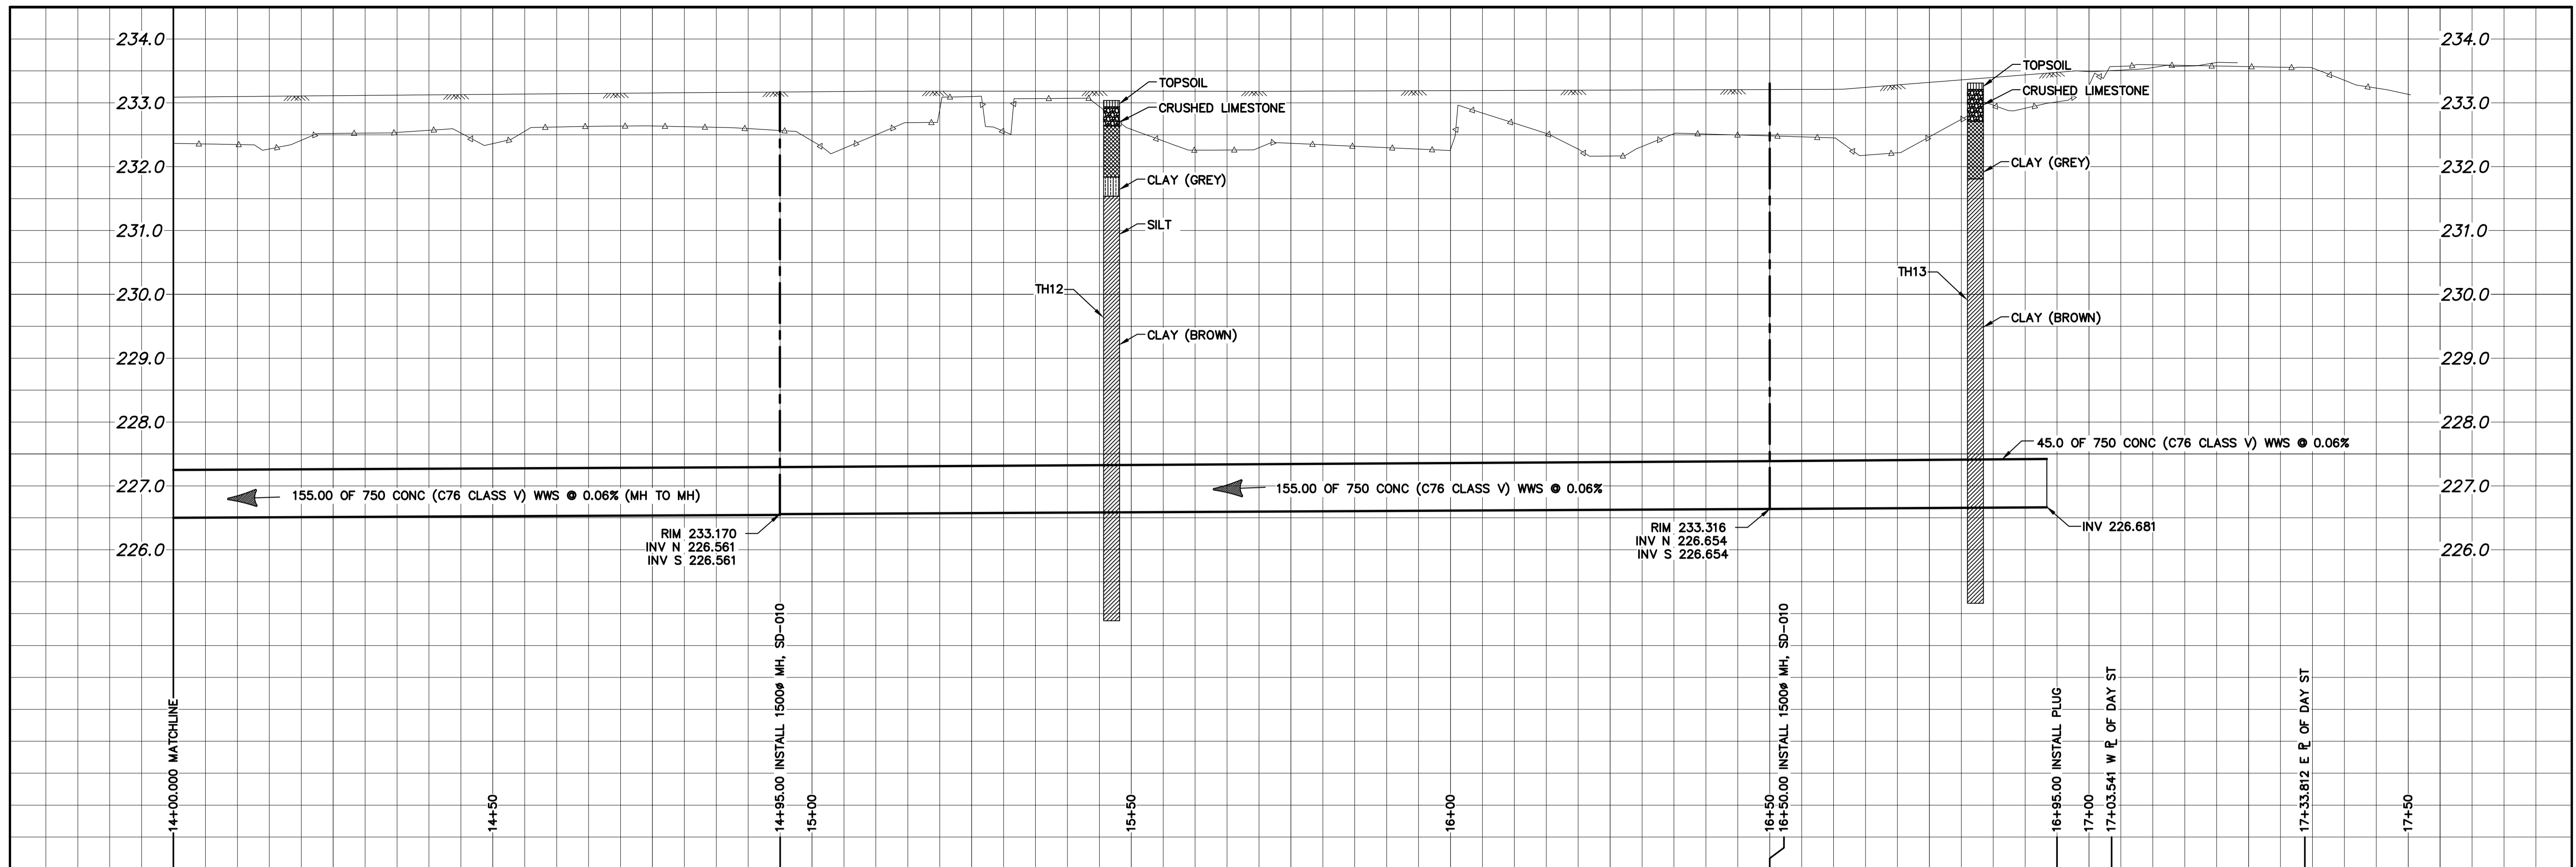 234.0
234.0
TOPSOIL
TOPSOIL
CRUSHED LIMESTONE
CRUSHED LIMESTONE
233.0
233.0
232.0
232.0
CLAY (GREY)
CLAY (GREY)
SILT
231.0
231.0
TH12
TH13
230.0
230.0
CLAY (BROWN)
CLAY (BROWN)
229.0
229.0
228.0
228.0
45.0 OF 750 CONC (C76 CLASS V) WWS @ 0.06%
227.0
227.0
155.00 OF 750 CONC (C76 CLASS V) WWS @ 0.06% (MH TO MH)
155.00 OF 750 CONC (C76 CLASS V) WWS @ 0.06%
RIM 233.170
INV N 226.561
INV S 226.561
RIM 233.316
INV N 226.654
INV S 226.654
INV 226.681
226.0
226.0
14+00.000 MATCHLINE
14+50
14+95.00 INSTALL 1500ø MH, SD-010
15+00
15+50
16+00
16+50
16+50.00 INSTALL 1500ø MH, SD-010
16+95.00 INSTALL PLUG
17+00
17+03.541 W PL OF DAY ST
17+33.812 E PL OF DAY ST
17+50